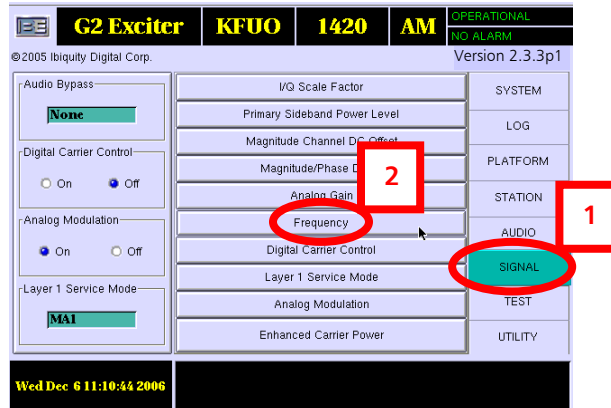 G2 Exciter KFUO 1420 AM OPERATIONAL
NO ALARM
©2005 Ibiquity Digital Corp. Version 2.3.3p1
Audio Bypass
None
Digital Carrier Control
On Off
Analog Modulation
On Off
Layer 1 Service Mode
MA1
I/Q Scale Factor
Primary Sideband Power Level
Magnitude Channel DC Offset
Magnitude/Phase D
Analog Gain
Frequency
Digital Carrier Control
Layer 1 Service Mode
Analog Modulation
Enhanced Carrier Power
2
SYSTEM
LOG
PLATFORM
STATION
AUDIO
SIGNAL
TEST
UTILITY
1
Wed Dec 6 11:10:44 2006